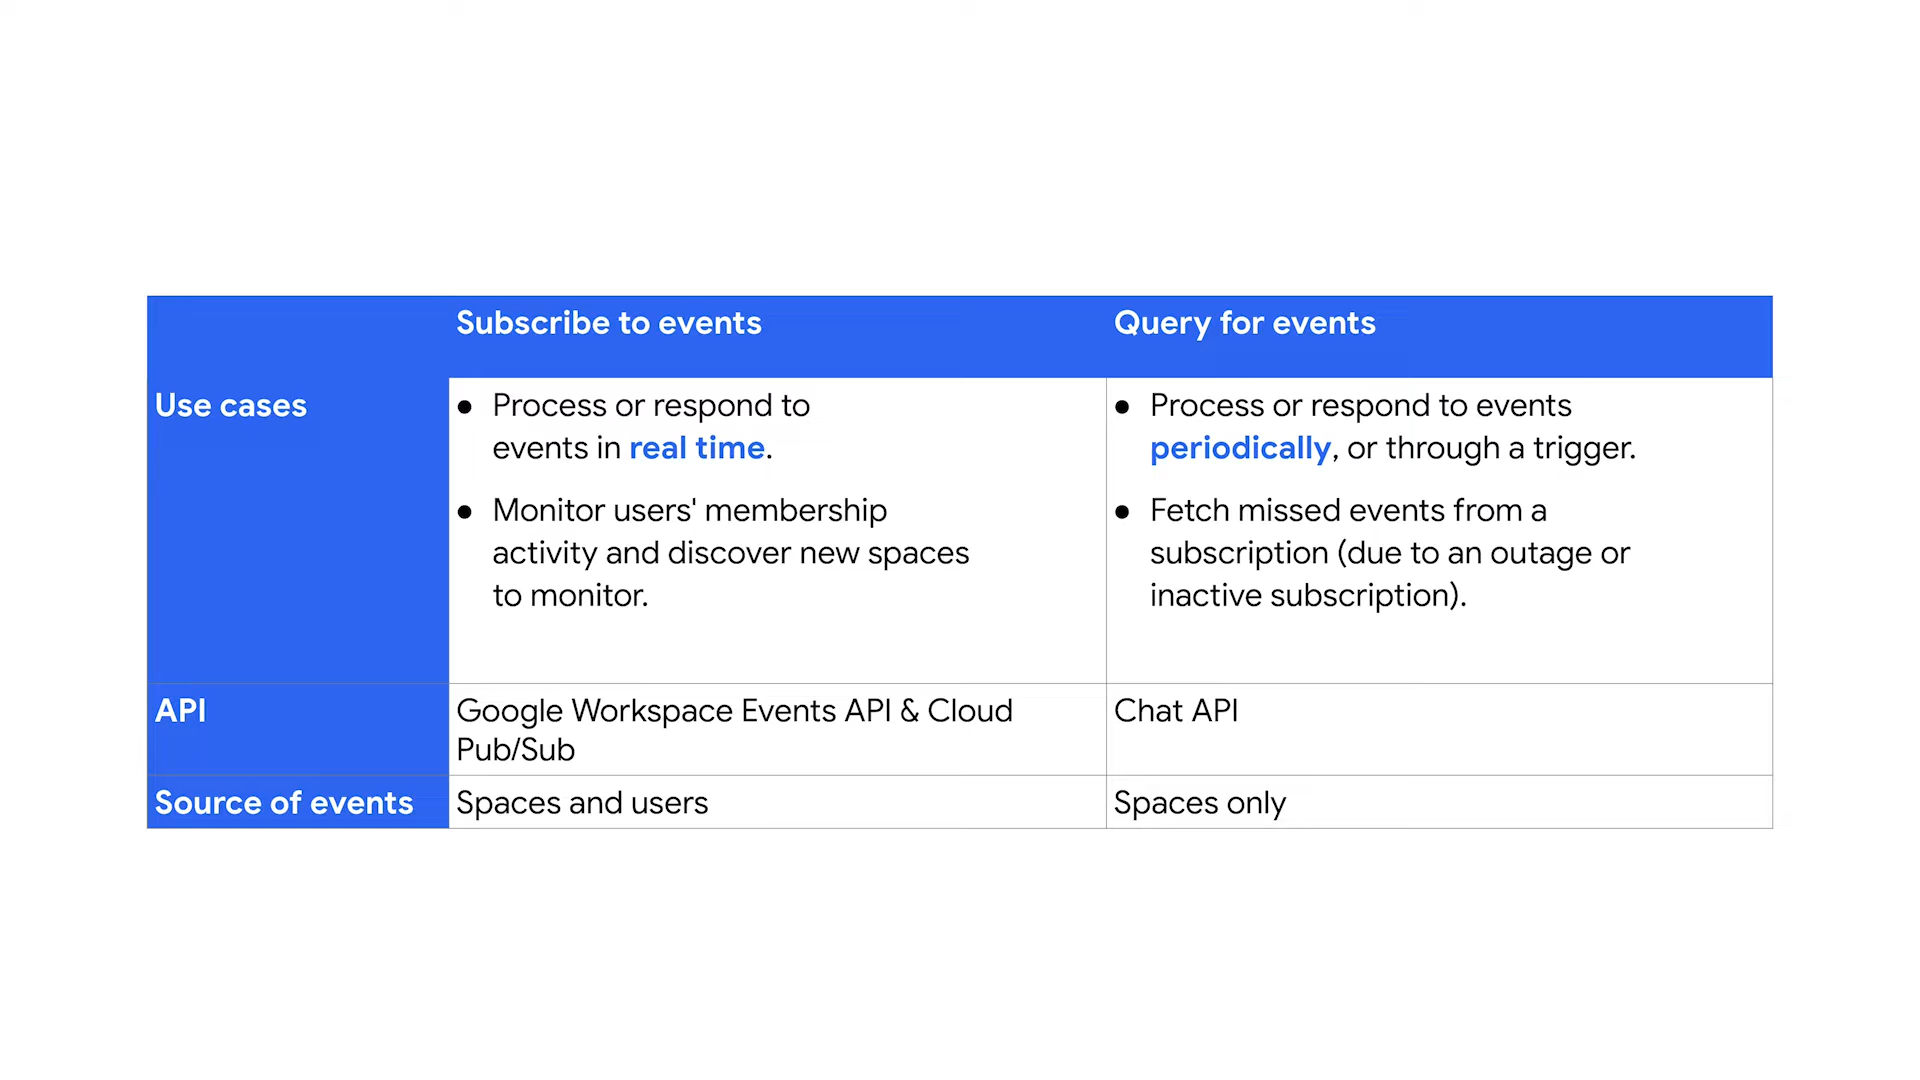 Subscribe to events
Query for events
Use cases
● Process or respond to
events in real time.
● Monitor users' membership
activity and discover new spaces
to monitor.
● Process or respond to events
periodically, or through a trigger.
● Fetch missed events from a
subscription (due to an outage or
inactive subscription).
API
Google Workspace Events API & Cloud
Pub/Sub
Chat API
Source of events
Spaces and users
Spaces only